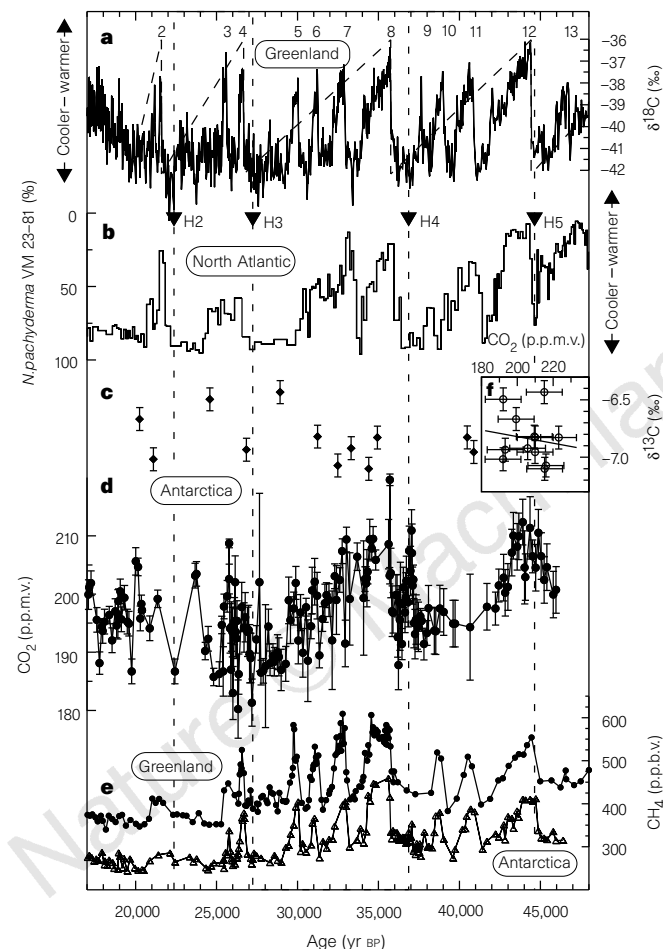 a
2 3 4 5 6 7 8 9 10 11 12 13
Greenland
Cooler – warmer
–36
–37
–38
–39
–40
–41
–42
δ18C (‰)
N.pachyderma VM 23–81 (%)
0
50
75
100
b
H2 H3 H4 H5
North Atlantic
Cooler – warmer
c
CO2 (p.p.m.v.)
180 200 220
f
–6.5
–7.0
δ13C (‰)
d
Antarctica
CO2 (p.p.m.v.)
210
200
190
180
e
Greenland
Antarctica
600
500
400
300
CH4 (p.p.b.v.)
20,000 25,000 30,000 35,000 40,000 45,000
Age (yr BP)
Nature © Macmillan